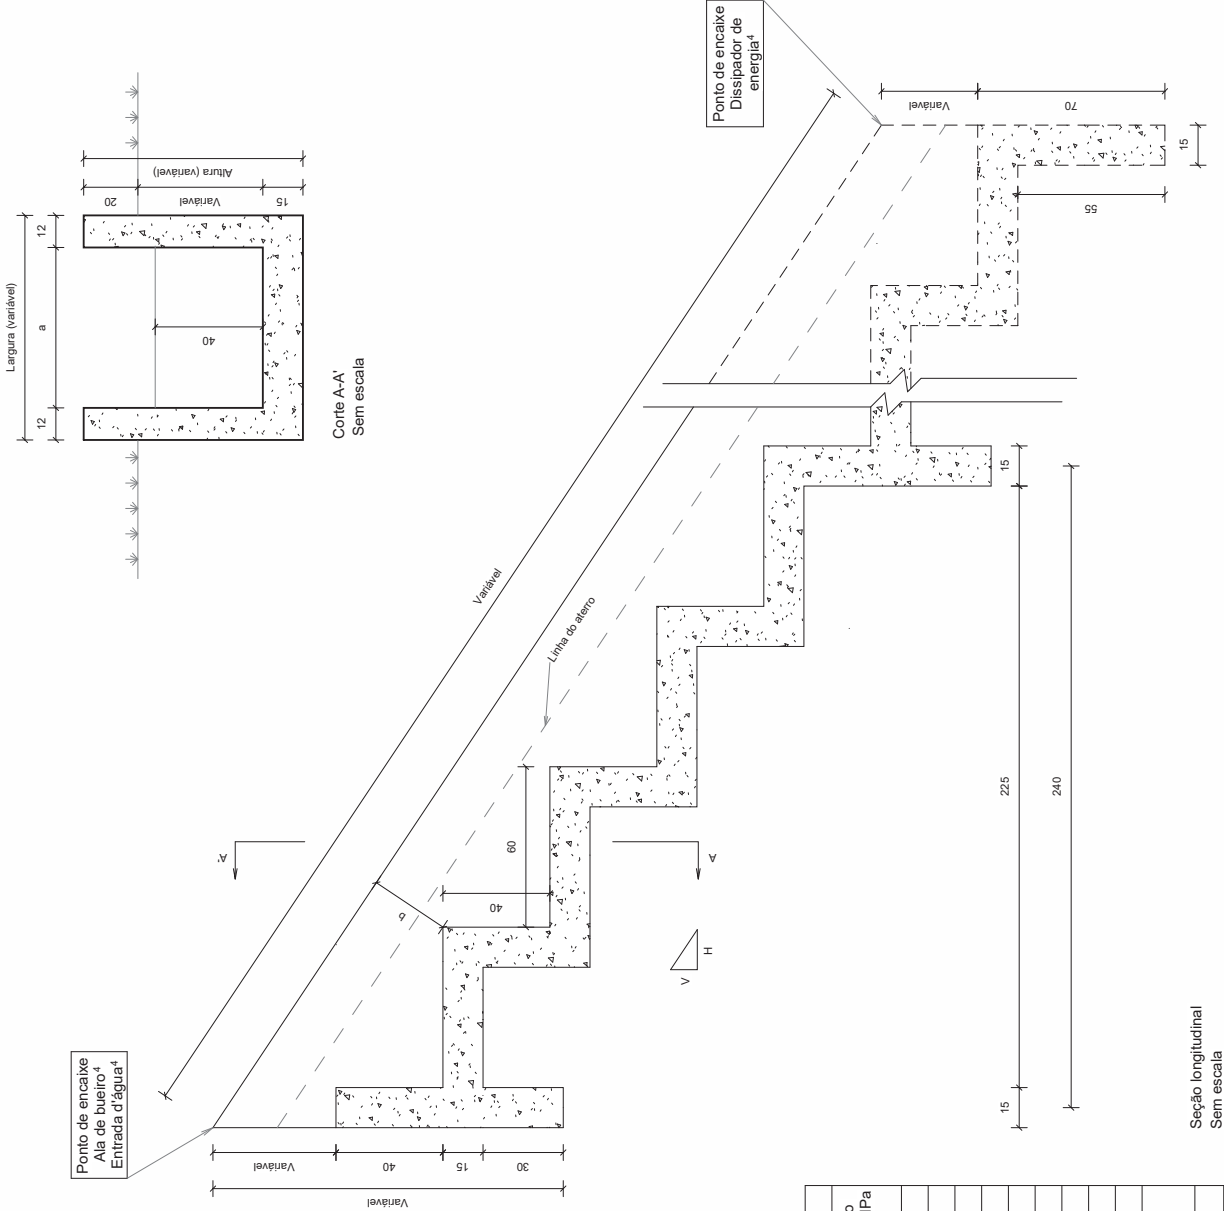 Largura (variável)
12
a
12
20
Variável
15
Altura (variável)
40
Corte A-A'
Sem escala
Ponto de encaixe
Dissipador de
energia⁴
Variável
70
15
55
Variável
Linha do aterro
A'
A
b
40
60
V
H
Ponto de encaixe
Ala de bueiro⁴
Entrada d'água⁴
Variável
40
15
30
Variável
15
225
15
240
Seção longitudinal
Sem escala